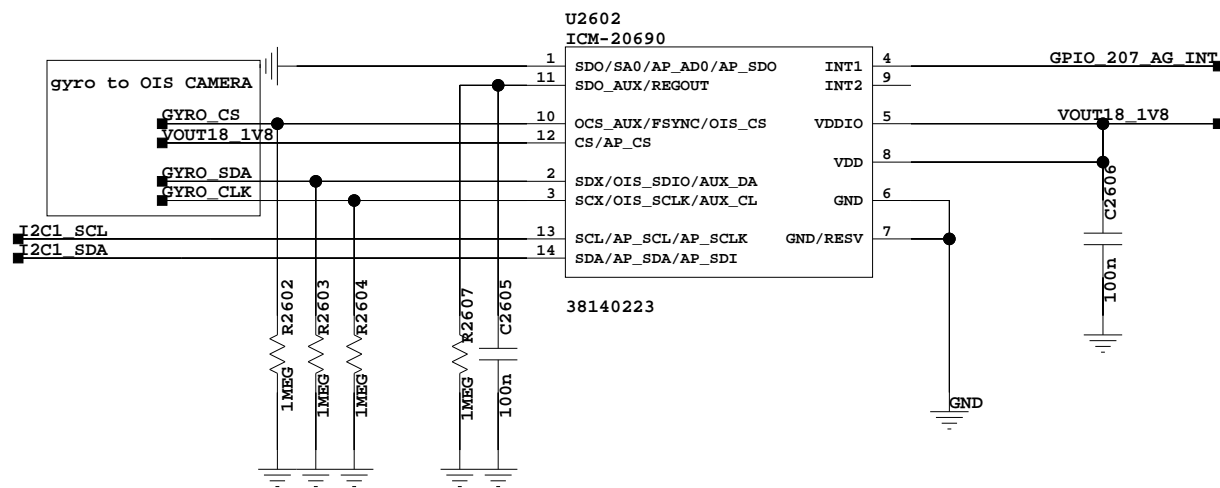 U2602
ICM-20690
1 SDO/SA0/AP_AD0/AP_SDO INT1 4 GPIO_207_AG_INT
gyro to OIS CAMERA
11 SDO_AUX/REGOUT INT2 9
GYRO_CS 10 OCS_AUX/FSYNC/OIS_CS VDDIO 5 VOUT18_1V8
VOUT18_1V8 12 CS/AP_CS
VDD 8
GYRO_SDA 2 SDX/OIS_SDIO/AUX_DA
GYRO_CLK 3 SCX/OIS_SCLK/AUX_CL GND 6
I2C1_SCL 13 SCL/AP_SCL/AP_SCLK GND/RESV 7
I2C1_SDA 14 SDA/AP_SDA/AP_SDI
C2606
100n
38140223
R2602
1MEG
R2603
1MEG
R2604
1MEG
R2607
1MEG
C2605
100n
GND